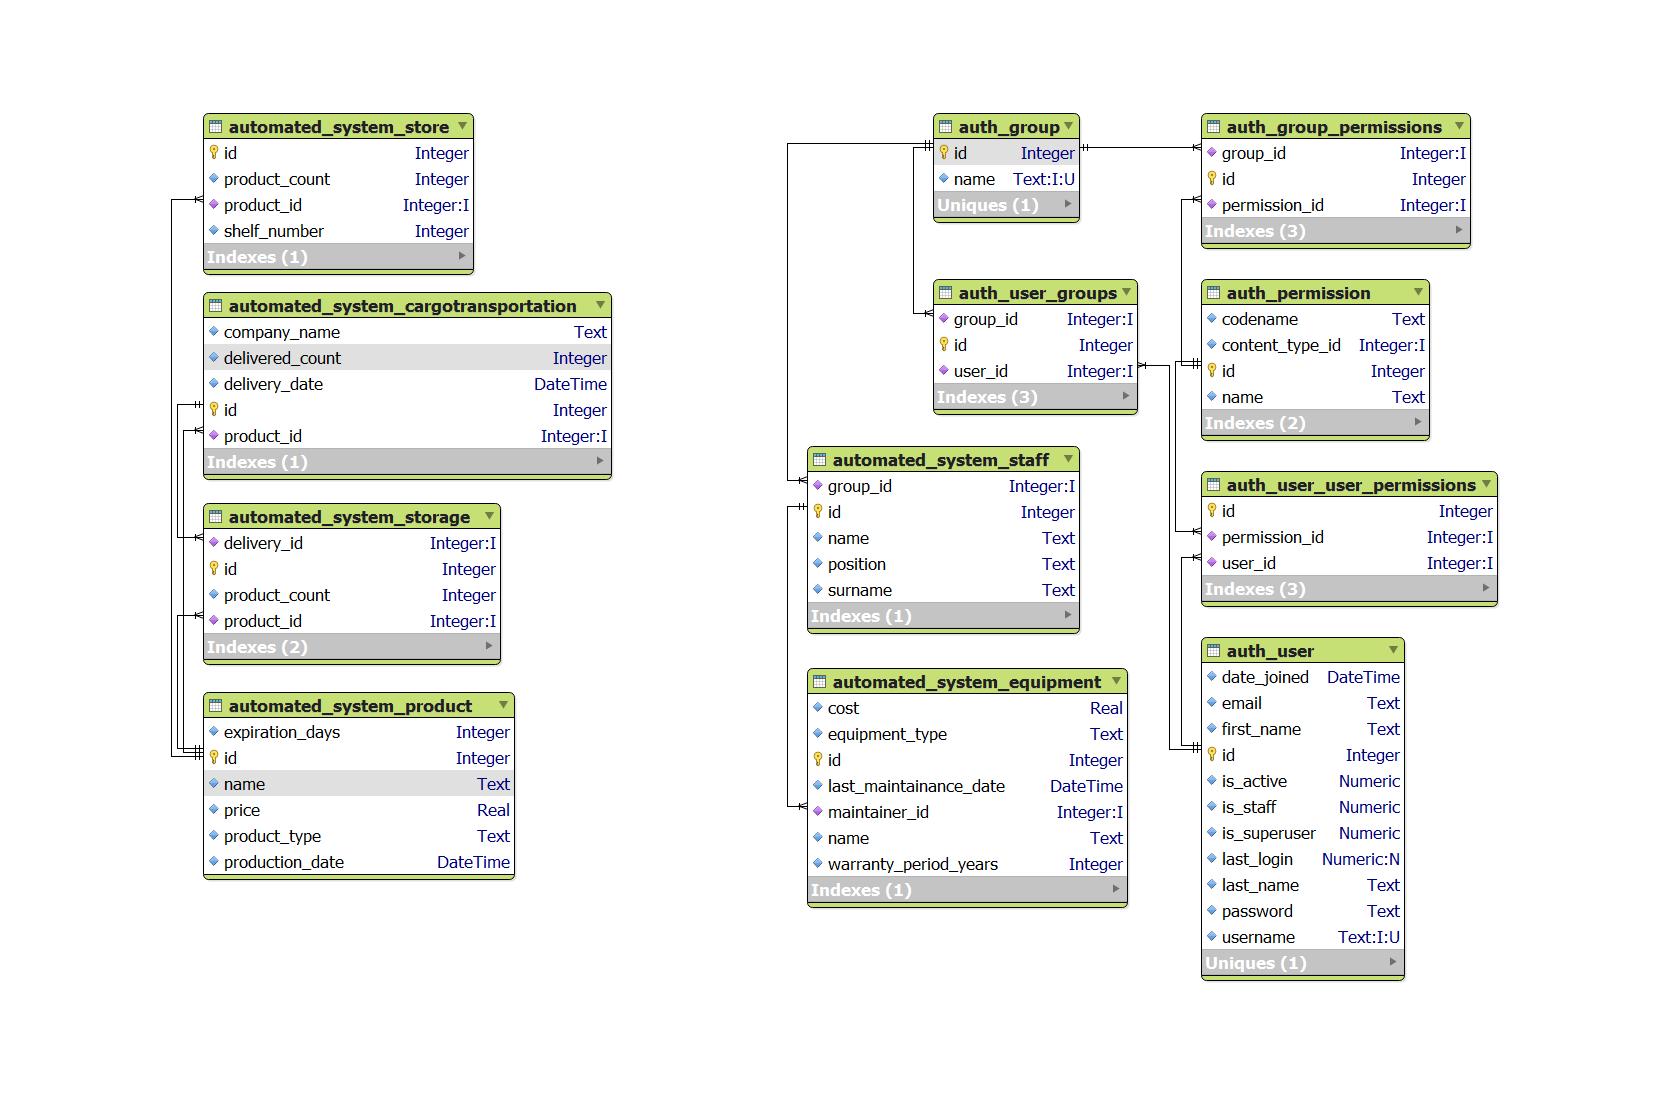 automated_system_store
id Integer
product_count Integer
product_id Integer:I
shelf_number Integer
Indexes (1)
automated_system_cargotransportation
company_name Text
delivered_count Integer
delivery_date DateTime
id Integer
product_id Integer:I
Indexes (1)
automated_system_storage
delivery_id Integer:I
id Integer
product_count Integer
product_id Integer:I
Indexes (2)
automated_system_product
expiration_days Integer
id Integer
name Text
price Real
product_type Text
production_date DateTime
auth_group
id Integer
name Text:I:U
Uniques (1)
auth_user_groups
group_id Integer:I
id Integer
user_id Integer:I
Indexes (3)
automated_system_staff
group_id Integer:I
id Integer
name Text
position Text
surname Text
Indexes (1)
automated_system_equipment
cost Real
equipment_type Text
id Integer
last_maintainance_date DateTime
maintainer_id Integer:I
name Text
warranty_period_years Integer
Indexes (1)
auth_group_permissions
group_id Integer:I
id Integer
permission_id Integer:I
Indexes (3)
auth_permission
codename Text
content_type_id Integer:I
id Integer
name Text
Indexes (2)
auth_user_user_permissions
id Integer
permission_id Integer:I
user_id Integer:I
Indexes (3)
auth_user
date_joined DateTime
email Text
first_name Text
id Integer
is_active Numeric
is_staff Numeric
is_superuser Numeric
last_login Numeric:N
last_name Text
password Text
username Text:I:U
Uniques (1)